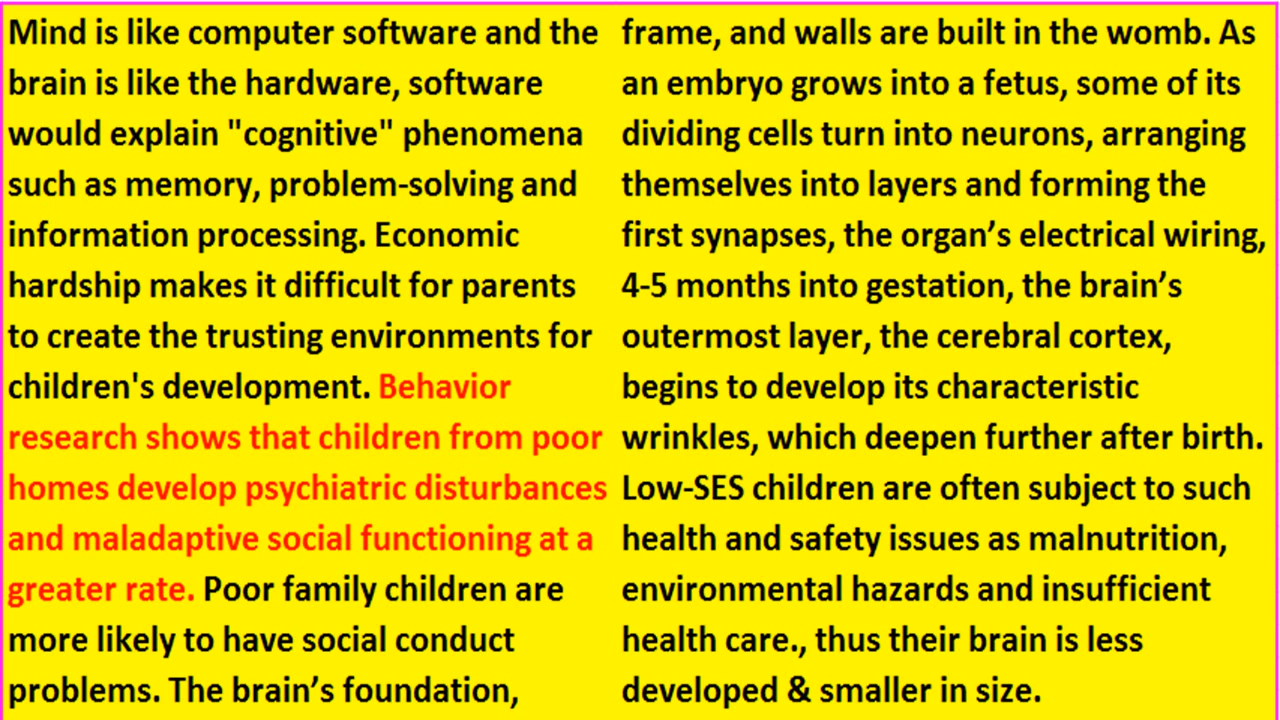 Mind is like computer software and the
brain is like the hardware, software
would explain "cognitive" phenomena
such as memory, problem-solving and
information processing. Economic
hardship makes it difficult for parents
to create the trusting environments for
children's development. Behavior
research shows that children from poor
homes develop psychiatric disturbances
and maladaptive social functioning at a
greater rate. Poor family children are
more likely to have social conduct
problems. The brain’s foundation,
frame, and walls are built in the womb. As
an embryo grows into a fetus, some of its
dividing cells turn into neurons, arranging
themselves into layers and forming the
first synapses, the organ’s electrical wiring,
4-5 months into gestation, the brain’s
outermost layer, the cerebral cortex,
begins to develop its characteristic
wrinkles, which deepen further after birth.
Low-SES children are often subject to such
health and safety issues as malnutrition,
environmental hazards and insufficient
health care., thus their brain is less
developed & smaller in size.